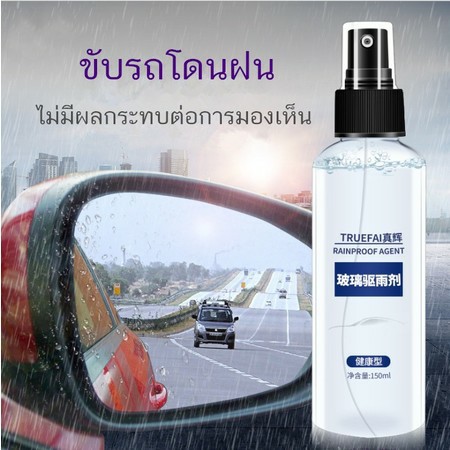 ขับรถโดนฝน
ไม่มีผลกระทบต่อการมองเห็น
TRUEFAI真辉
RAINPROOF AGENT
玻璃驱雨剂
健康型
净含量:150ml